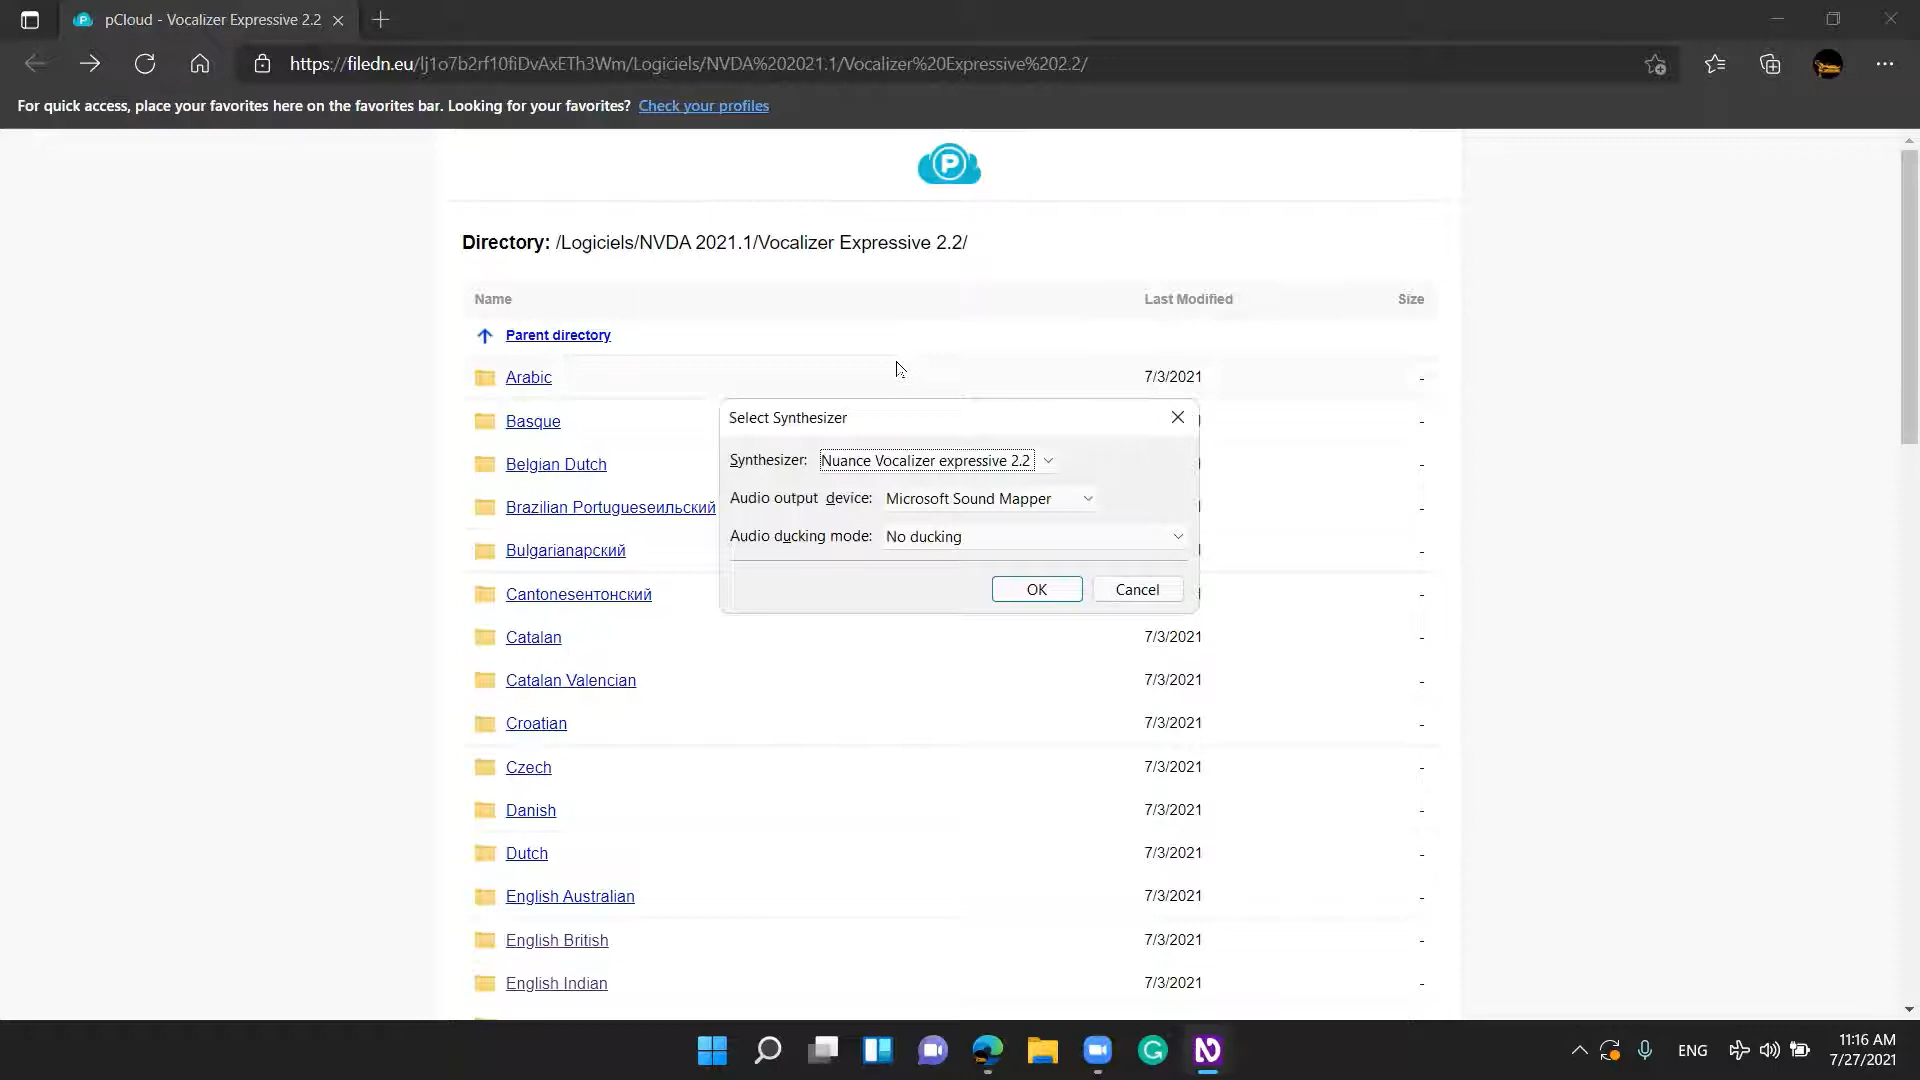 pCloud - Vocalizer Expressive 2.2
https://filedn.eu/lj1o7b2rf10fiDvAxETh3Wm/Logiciels/NVDA%202021.1/Vocalizer%20Expressive%202.2/
For quick access, place your favorites here on the favorites bar. Looking for your favorites? Check your profiles
P
Directory: /Logiciels/NVDA 2021.1/Vocalizer Expressive 2.2/
Name Last Modified Size
Parent directory
Arabic 7/3/2021 -
Basque -
Belgian Dutch -
Brazilian Portugueseильский -
Bulgarianарский -
Cantoneseнтонский -
Catalan 7/3/2021 -
Catalan Valencian 7/3/2021 -
Croatian 7/3/2021 -
Czech 7/3/2021 -
Danish 7/3/2021 -
Dutch 7/3/2021 -
English Australian 7/3/2021 -
English British 7/3/2021 -
English Indian 7/3/2021 -
Select Synthesizer
Synthesizer: Nuance Vocalizer expressive 2.2
Audio output device: Microsoft Sound Mapper
Audio ducking mode: No ducking
OK Cancel
ENG
11:16 AM
7/27/2021